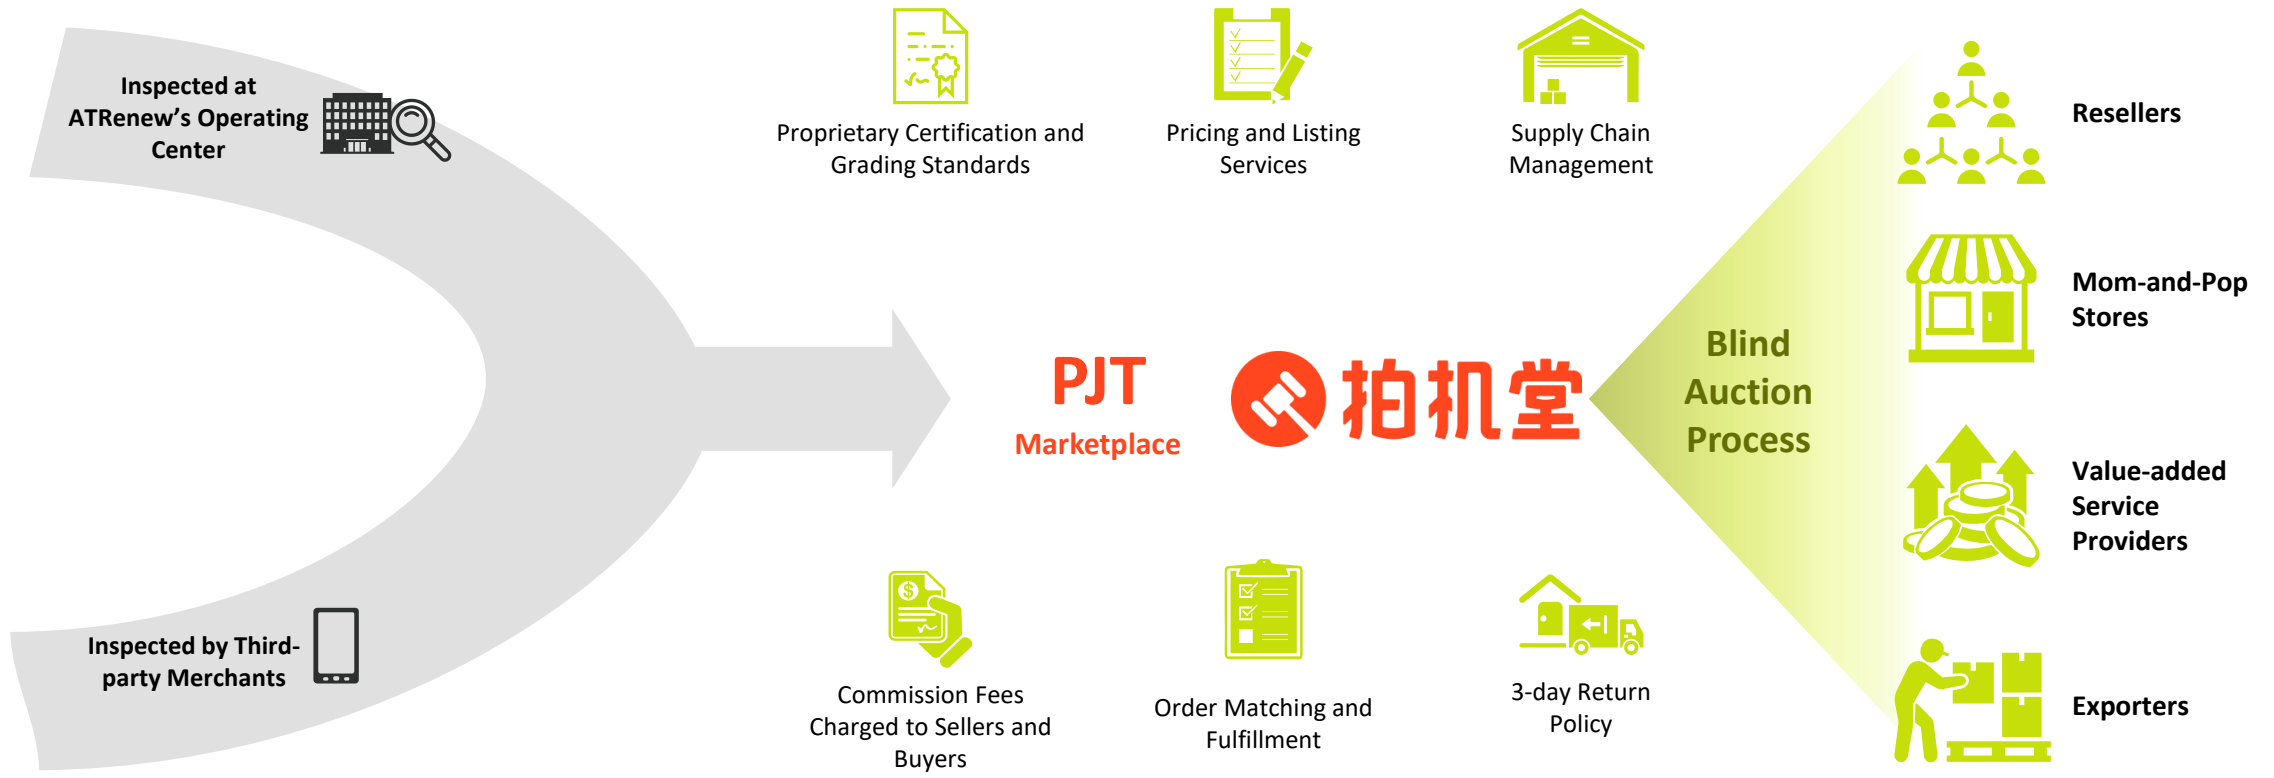 Inspected at
ATRenew's Operating
Center
Inspected by Third-
party Merchants
Proprietary Certification and
Grading Standards
Pricing and Listing
Services
Supply Chain
Management
PJT
Marketplace
拍机堂
Commission Fees
Charged to Sellers and
Buyers
Order Matching and
Fulfillment
3-day Return
Policy
Blind
Auction
Process
Resellers
Mom-and-Pop
Stores
Value-added
Service
Providers
Exporters